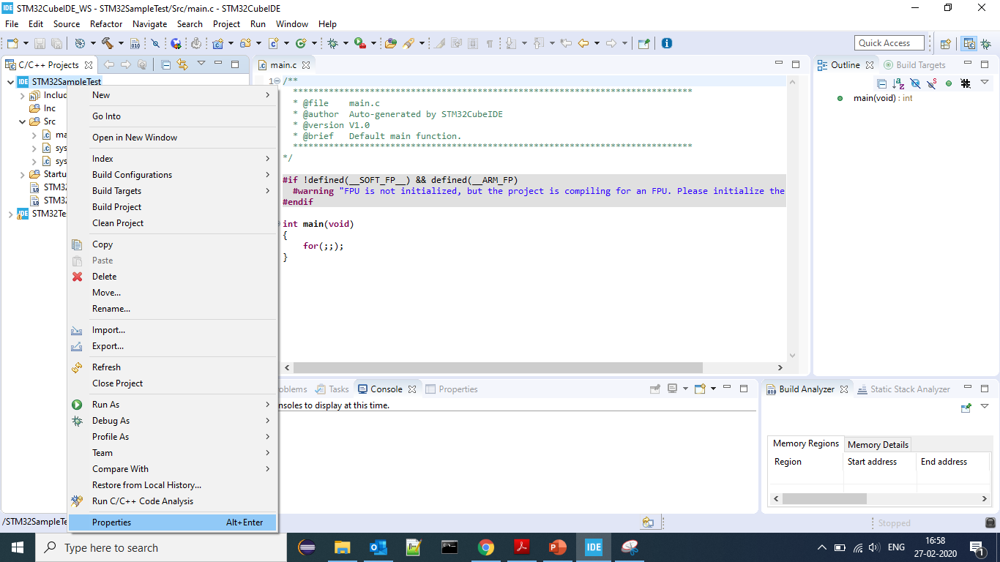 IDE STM32CubeIDE_WS - STM32SampleTest/Src/main.c - STM32CubeIDE
File Edit Source Refactor Navigate Search Project Run Window Help
Quick Access
C/C++ Projects
IDE STM32SampleTest
Includ
Inc
Src
ma
sys
sys
Startu
STM32
STM32
IDE STM32Te
New
Go Into
Open in New Window
Index
Build Configurations
Build Targets
Build Project
Clean Project
Copy
Paste
Delete
Move...
Rename...
Import...
Export...
Refresh
Close Project
Run As
Debug As
Profile As
Team
Compare With
Restore from Local History...
Run C/C++ Code Analysis
Properties Alt+Enter
main.c
1 /**
******************************************************************************
* @file main.c
* @author Auto-generated by STM32CubeIDE
* @version V1.0
* @brief Default main function.
******************************************************************************
*/
#if !defined(__SOFT_FP__) && defined(__ARM_FP)
#warning "FPU is not initialized, but the project is compiling for an FPU. Please initialize the
#endif
int main(void)
{
for(;;);
}
Outline Build Targets
main(void) : int
oblems Tasks Console Properties
nsoles to display at this time.
Build Analyzer Static Stack Analyzer
Memory Regions Memory Details
Region Start address End address
/STM32SampleTe
Stopped
Type here to search
IDE
ENG
16:58
27-02-2020
1